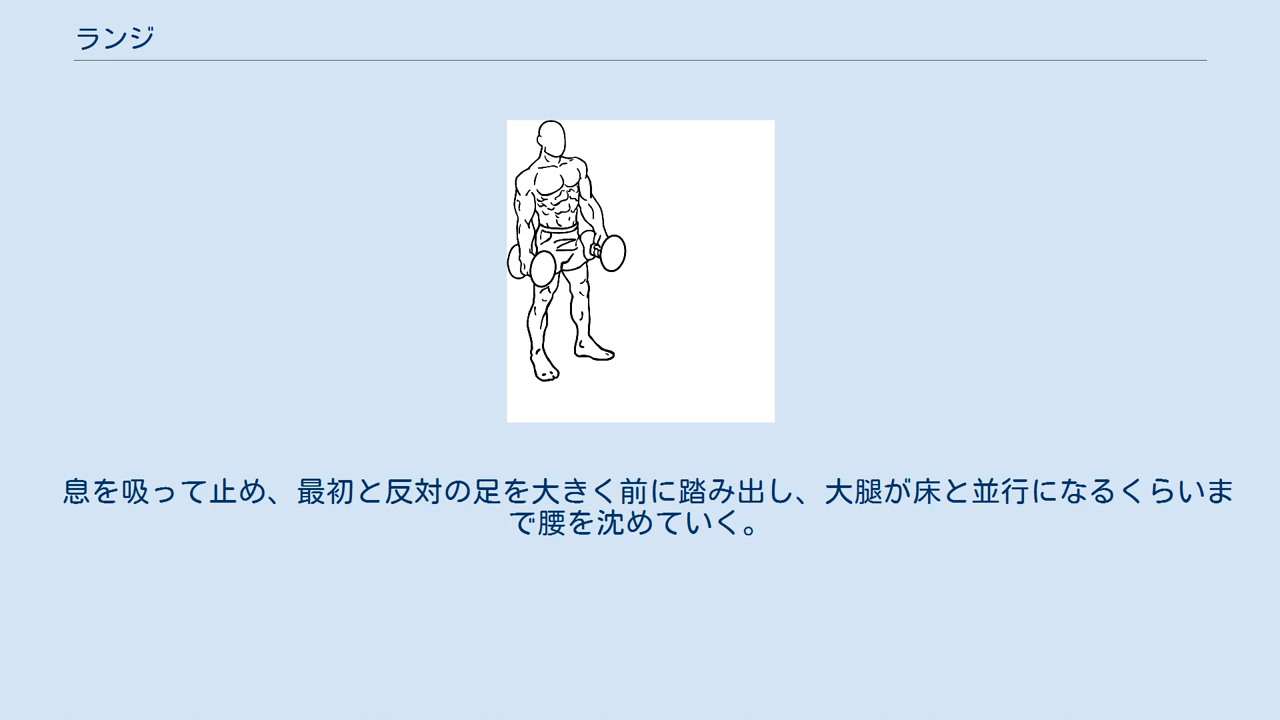 ランジ
息を吸って止め、最初と反対の足を大きく前に踏み出し、大腿が床と並行になるくらいま
で腰を沈めていく。